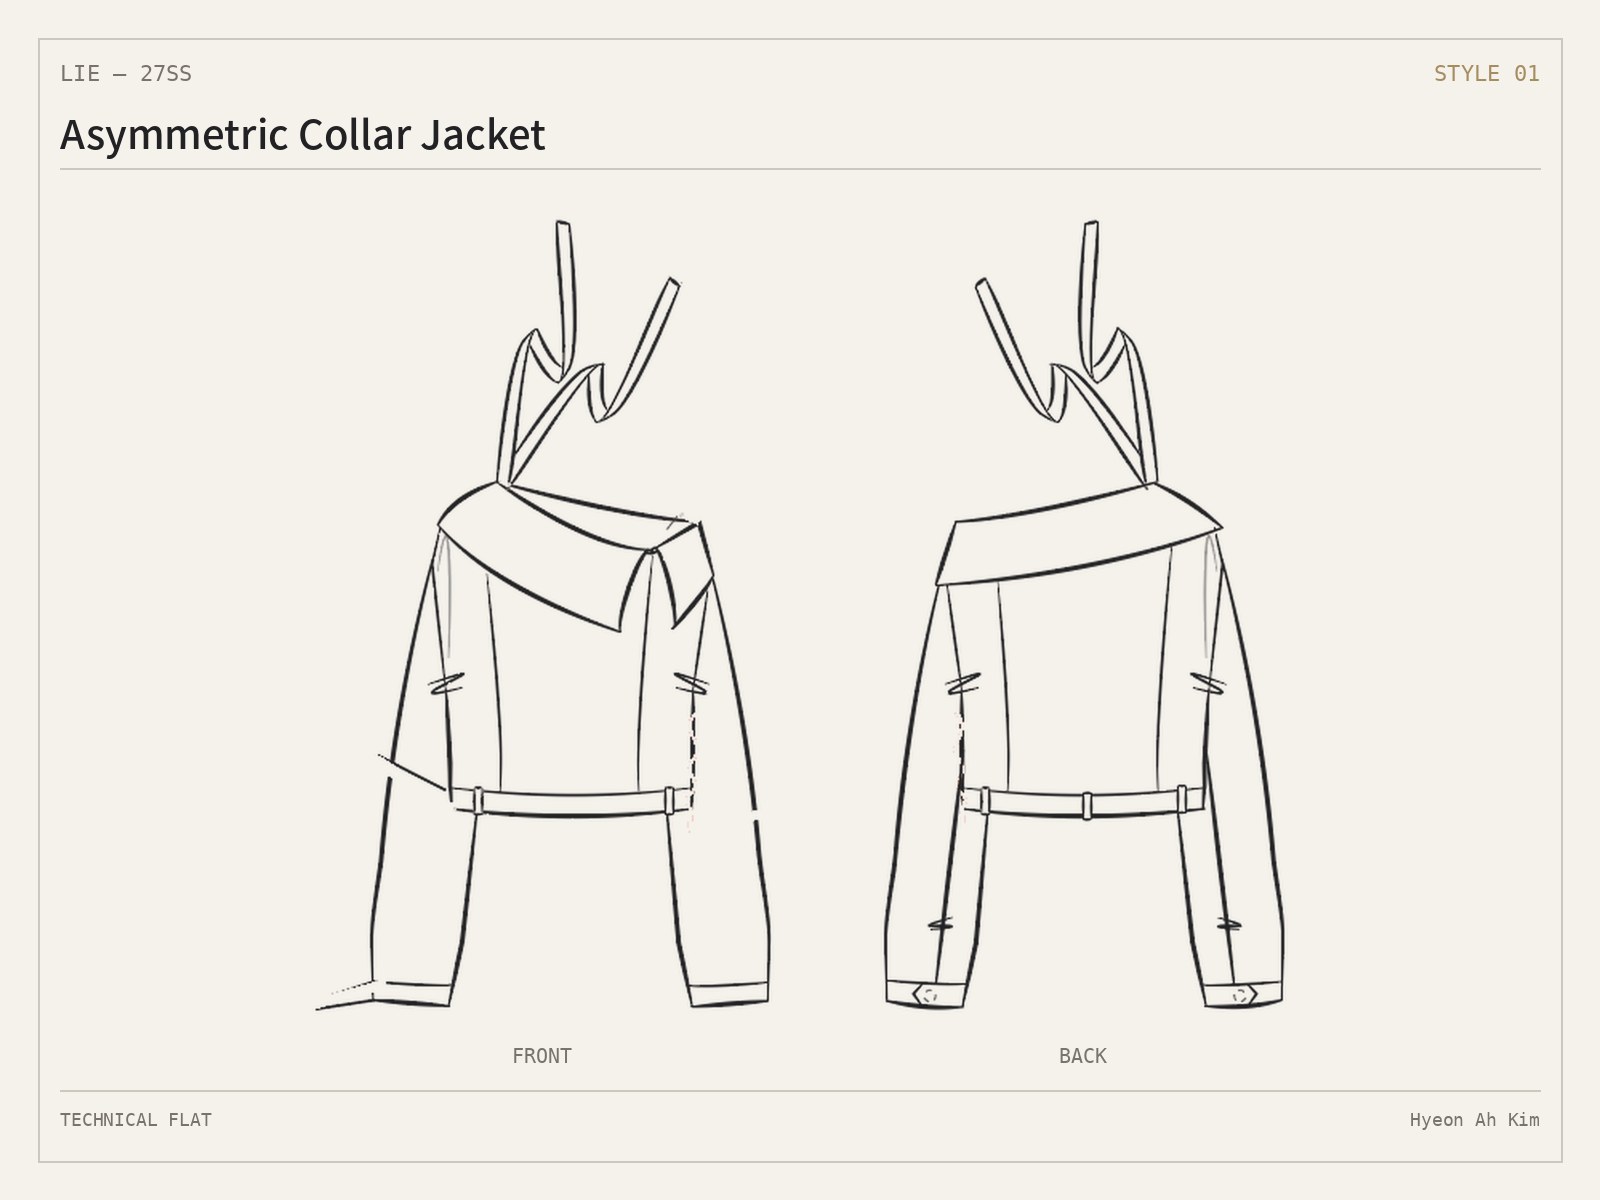 LIE — 27SS
STYLE 01
Asymmetric Collar Jacket
FRONT
BACK
TECHNICAL FLAT
Hyeon Ah Kim